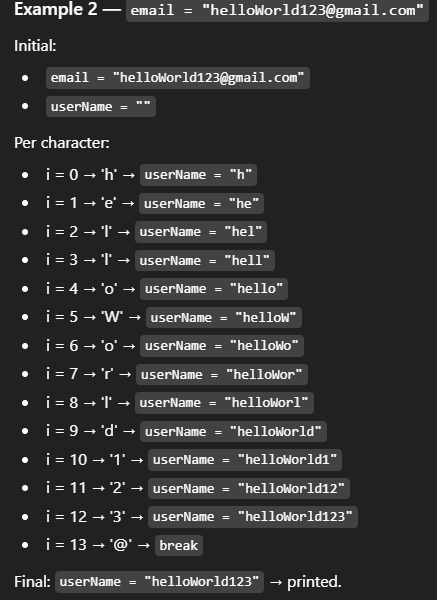 Example 2 — email = "helloWorld123@gmail.com"
Initial:
• email = "helloWorld123@gmail.com"
• userName = ""
Per character:
• i = 0 → 'h' → userName = "h"
• i = 1 → 'e' → userName = "he"
• i = 2 → 'l' → userName = "hel"
• i = 3 → 'l' → userName = "hell"
• i = 4 → 'o' → userName = "hello"
• i = 5 → 'W' → userName = "helloW"
• i = 6 → 'o' → userName = "helloWo"
• i = 7 → 'r' → userName = "helloWor"
• i = 8 → 'l' → userName = "helloWorl"
• i = 9 → 'd' → userName = "helloWorld"
• i = 10 → '1' → userName = "helloWorld1"
• i = 11 → '2' → userName = "helloWorld12"
• i = 12 → '3' → userName = "helloWorld123"
• i = 13 → '@' → break
Final: userName = "helloWorld123" → printed.